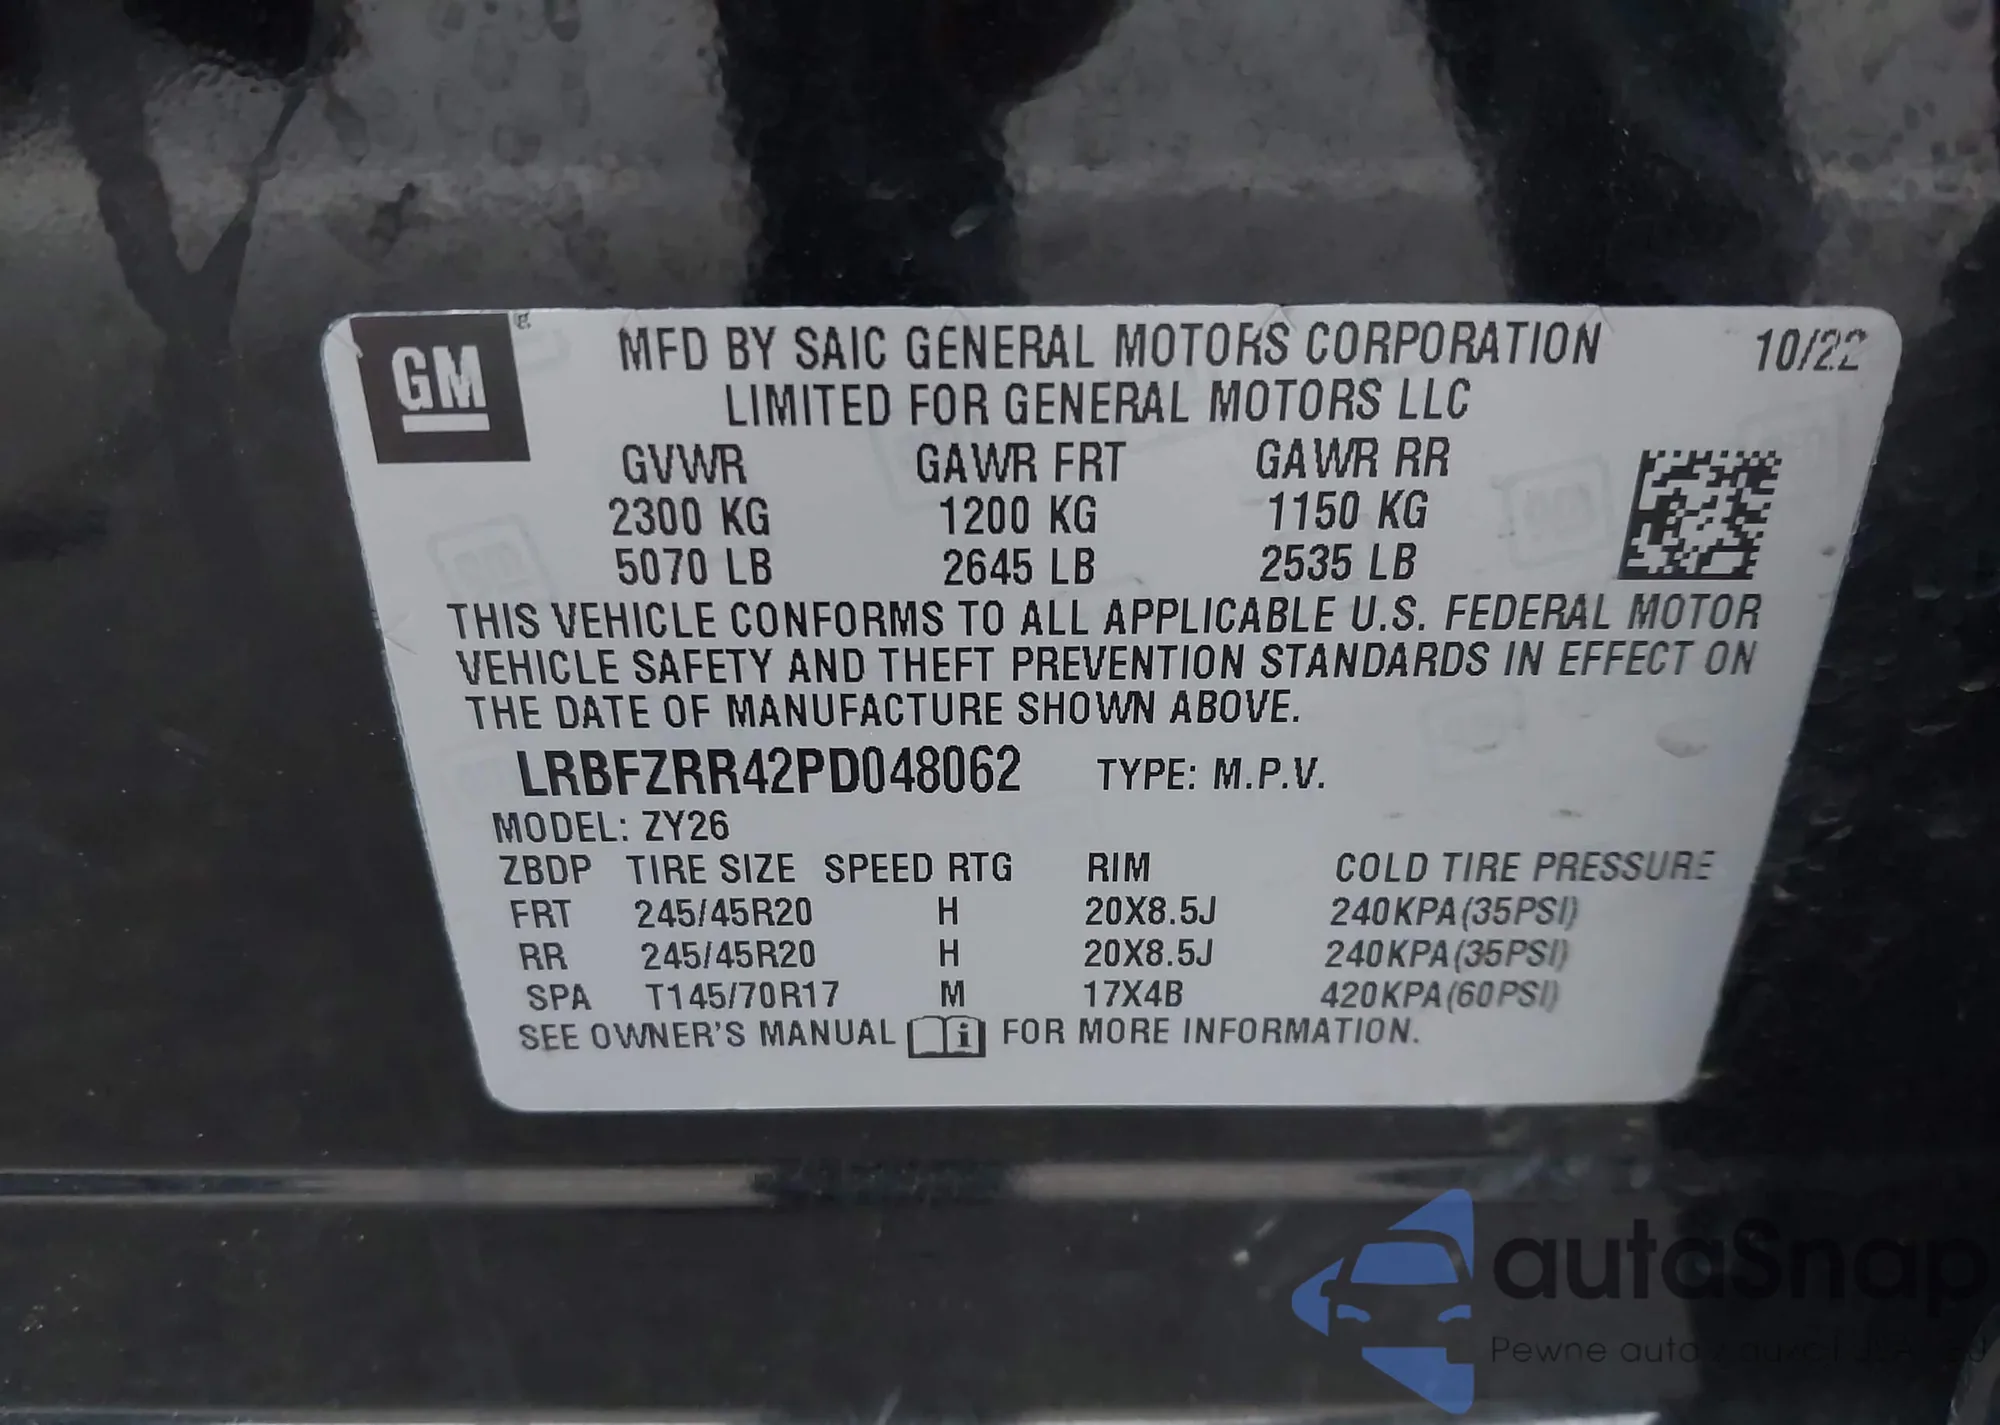 GM
MFD BY SAIC GENERAL MOTORS CORPORATION 10/22
LIMITED FOR GENERAL MOTORS LLC
GVWR GAWR FRT GAWR RR
2300 KG 1200 KG 1150 KG
5070 LB 2645 LB 2535 LB
THIS VEHICLE CONFORMS TO ALL APPLICABLE U.S. FEDERAL MOTOR
VEHICLE SAFETY AND THEFT PREVENTION STANDARDS IN EFFECT ON
THE DATE OF MANUFACTURE SHOWN ABOVE.
LRBFZRR42PD048062 TYPE: M.P.V.
MODEL: ZY26
ZBDP TIRE SIZE SPEED RTG RIM COLD TIRE PRESSURE
FRT 245/45R20 H 20X8.5J 240KPA(35PSI)
RR 245/45R20 H 20X8.5J 240KPA(35PSI)
SPA T145/70R17 M 17X4B 420KPA(60PSI)
SEE OWNER'S MANUAL i FOR MORE INFORMATION.
autaSnap
Pewne auta z